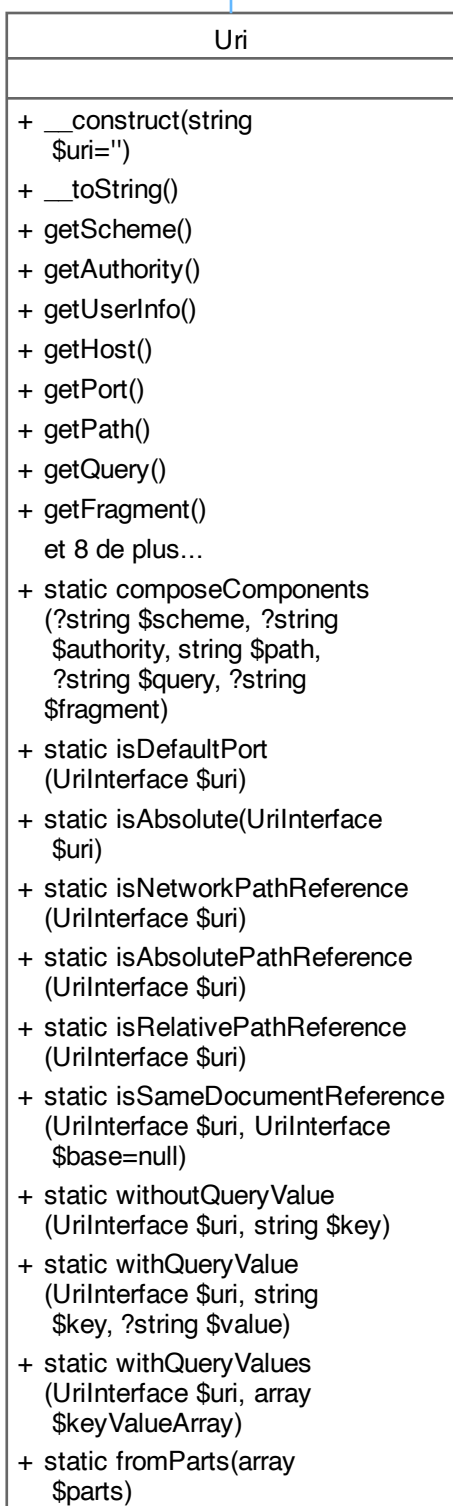 Uri
+ __construct(string
$uri='')
+ __toString()
+ getScheme()
+ getAuthority()
+ getUserInfo()
+ getHost()
+ getPort()
+ getPath()
+ getQuery()
+ getFragment()
et 8 de plus...
+ static composeComponents
(?string $scheme, ?string
$authority, string $path,
?string $query, ?string
$fragment)
+ static isDefaultPort
(UriInterface $uri)
+ static isAbsolute(UriInterface
$uri)
+ static isNetworkPathReference
(UriInterface $uri)
+ static isAbsolutePathReference
(UriInterface $uri)
+ static isRelativePathReference
(UriInterface $uri)
+ static isSameDocumentReference
(UriInterface $uri, UriInterface
$base=null)
+ static withoutQueryValue
(UriInterface $uri, string $key)
+ static withQueryValue
(UriInterface $uri, string
$key, ?string $value)
+ static withQueryValues
(UriInterface $uri, array
$keyValueArray)
+ static fromParts(array
$parts)